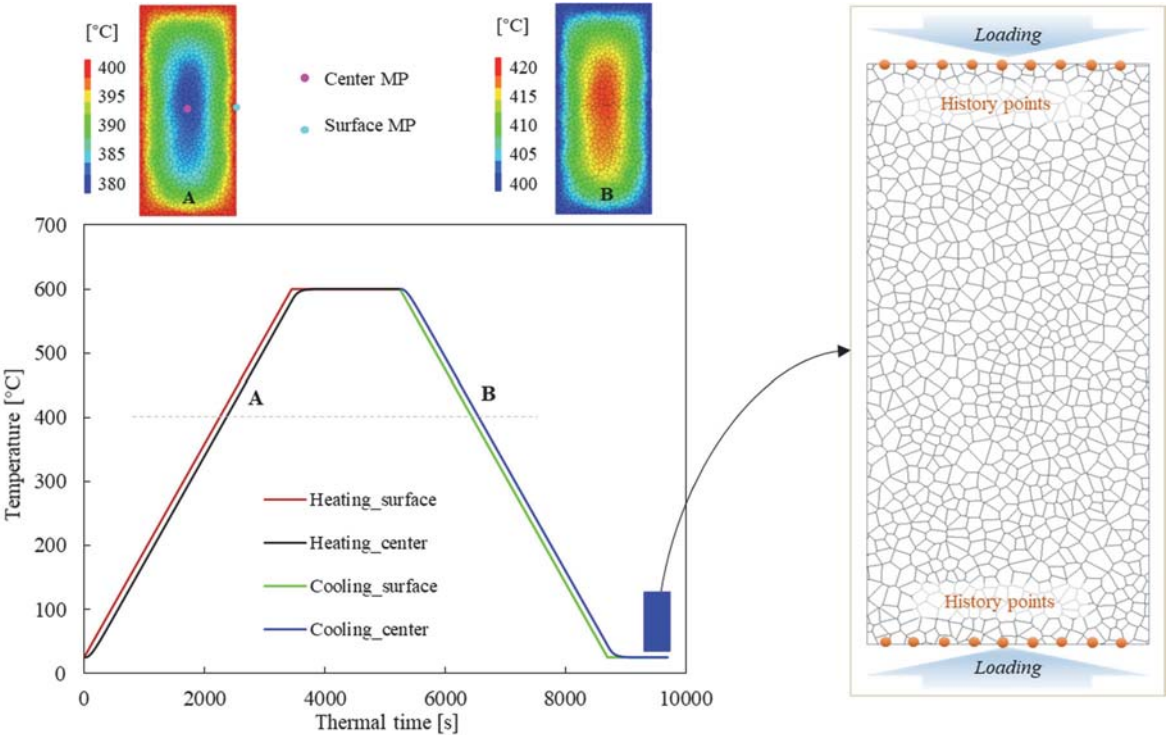 [°C]
400
395
390
385
380
A
Center MP
Surface MP
[°C]
420
415
410
405
400
B
Loading
History points
History points
Loading
Temperature [°C]
700
600
500
400
300
200
100
0
A
B
Heating_surface
Heating_center
Cooling_surface
Cooling_center
0
2000
4000
6000
8000
10000
Thermal time [s]